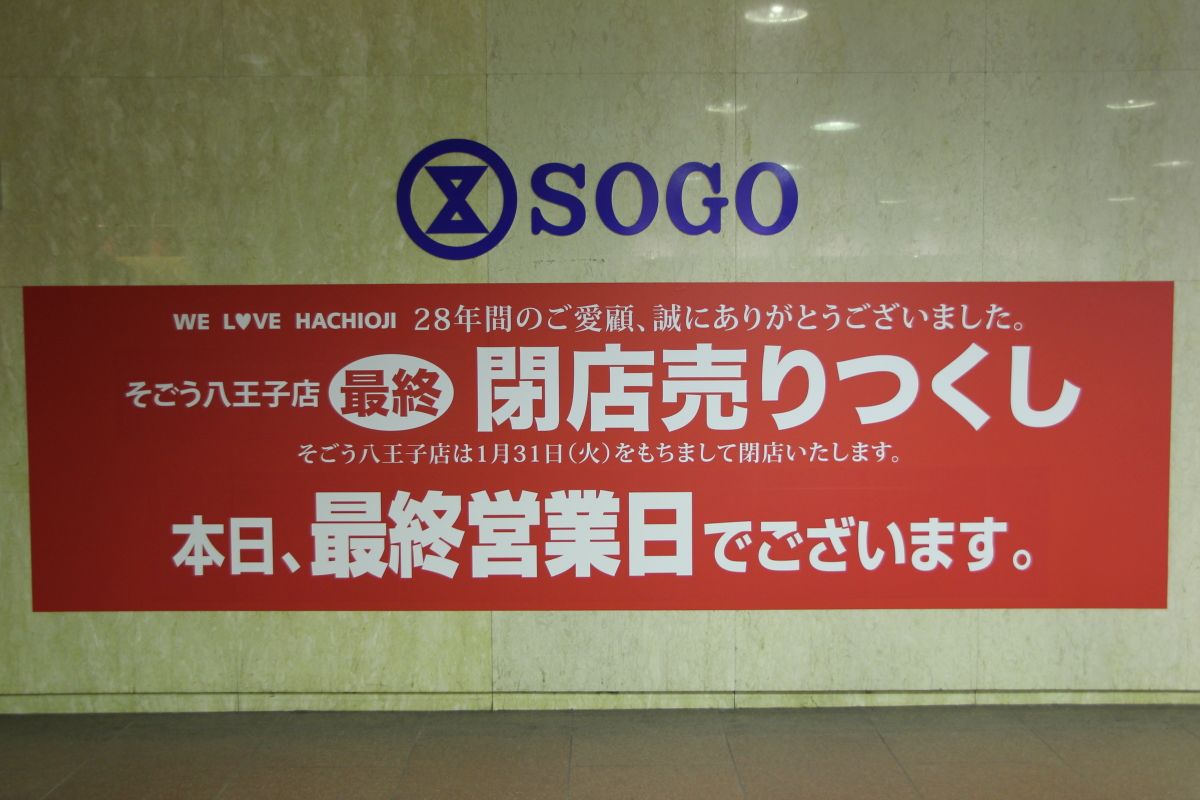 SOGO
WE L♥VE HACHIOJI 28年間のご愛顧、誠にありがとうございました。
そごう八王子店 最終 閉店売りつくし
そごう八王子店は1月31日(火)をもちまして閉店いたします。
本日、最終営業日でございます。